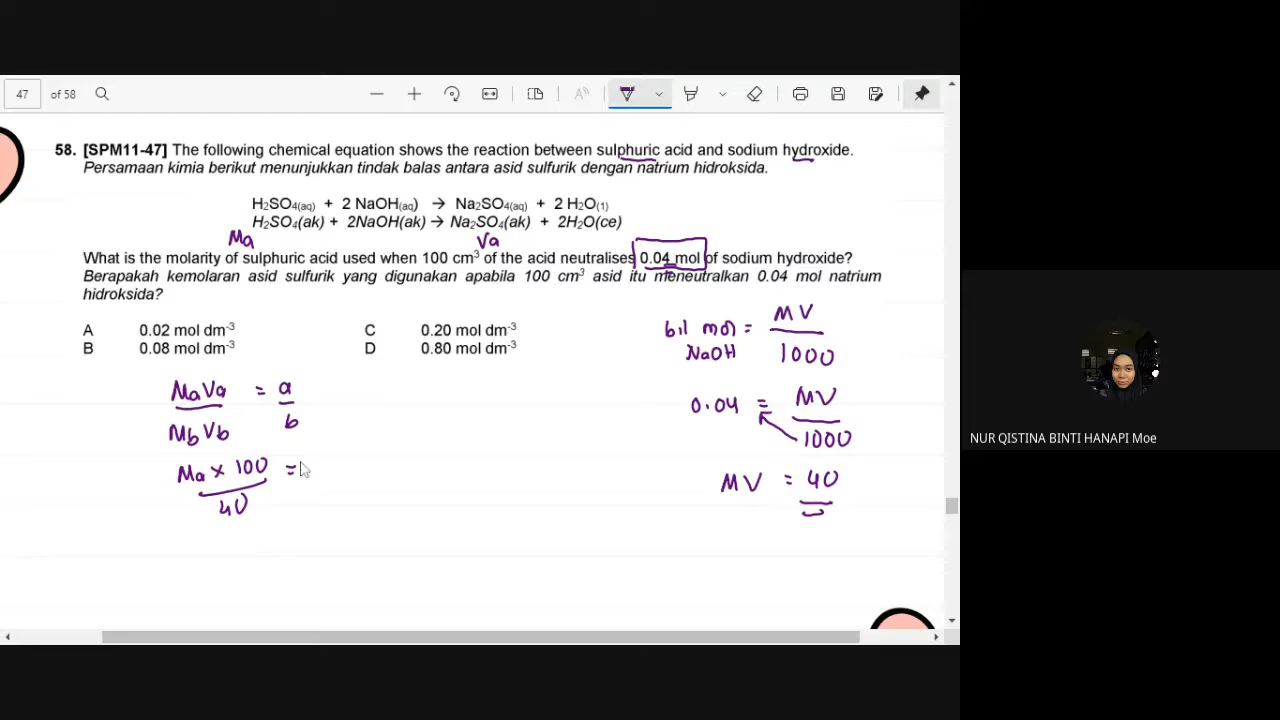 47 of 58
58. [SPM11-47] The following chemical equation shows the reaction between sulphuric acid and sodium hydroxide.
Persamaan kimia berikut menunjukkan tindak balas antara asid sulfurik dengan natrium hidroksida.
H₂SO₄(aq) + 2 NaOH(aq) → Na₂SO₄(aq) + 2 H₂O(1)
H₂SO₄(ak) + 2NaOH(ak) → Na₂SO₄(ak) + 2H₂O(ce)
Ma Va
What is the molarity of sulphuric acid used when 100 cm³ of the acid neutralises 0.04 mol of sodium hydroxide?
Berapakah kemolaran asid sulfurik yang digunakan apabila 100 cm³ asid itu meneutralkan 0.04 mol natrium
hidroksida?
A 0.02 mol dm⁻³ C 0.20 mol dm⁻³
B 0.08 mol dm⁻³ D 0.80 mol dm⁻³
MaVa = a
MbVb b
Ma × 100 =
40
bil mol = MV
NaOH 1000
0.04 = MV
1000
MV = 40
NUR QISTINA BINTI HANAPI Moe